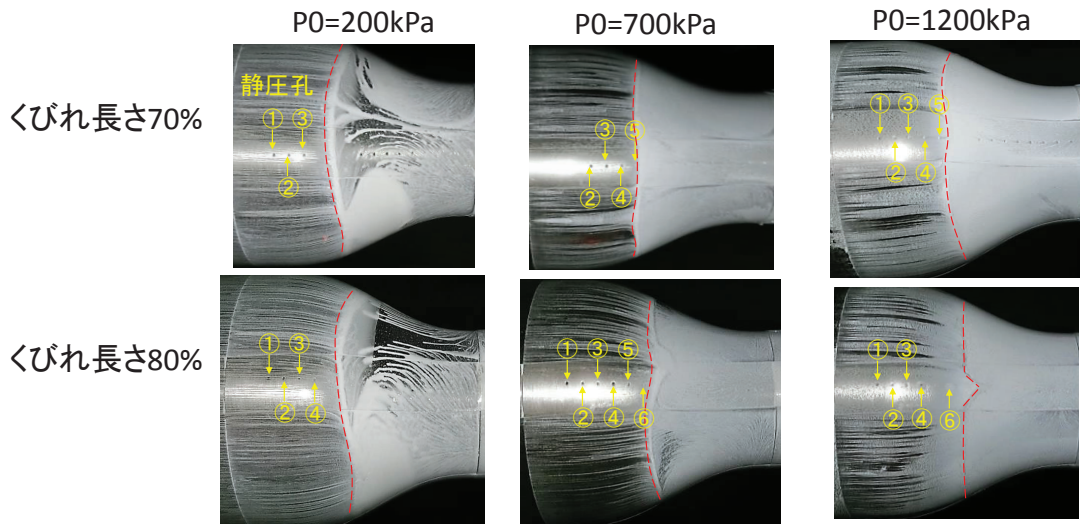 P0=200kPa
P0=700kPa
P0=1200kPa
くびれ長さ70%
静圧孔
① ③
②
③ ⑤
② ④
① ③ ⑤
② ④
くびれ長さ80%
① ③
② ④
① ③ ⑤
② ④ ⑥
① ③
② ④ ⑥